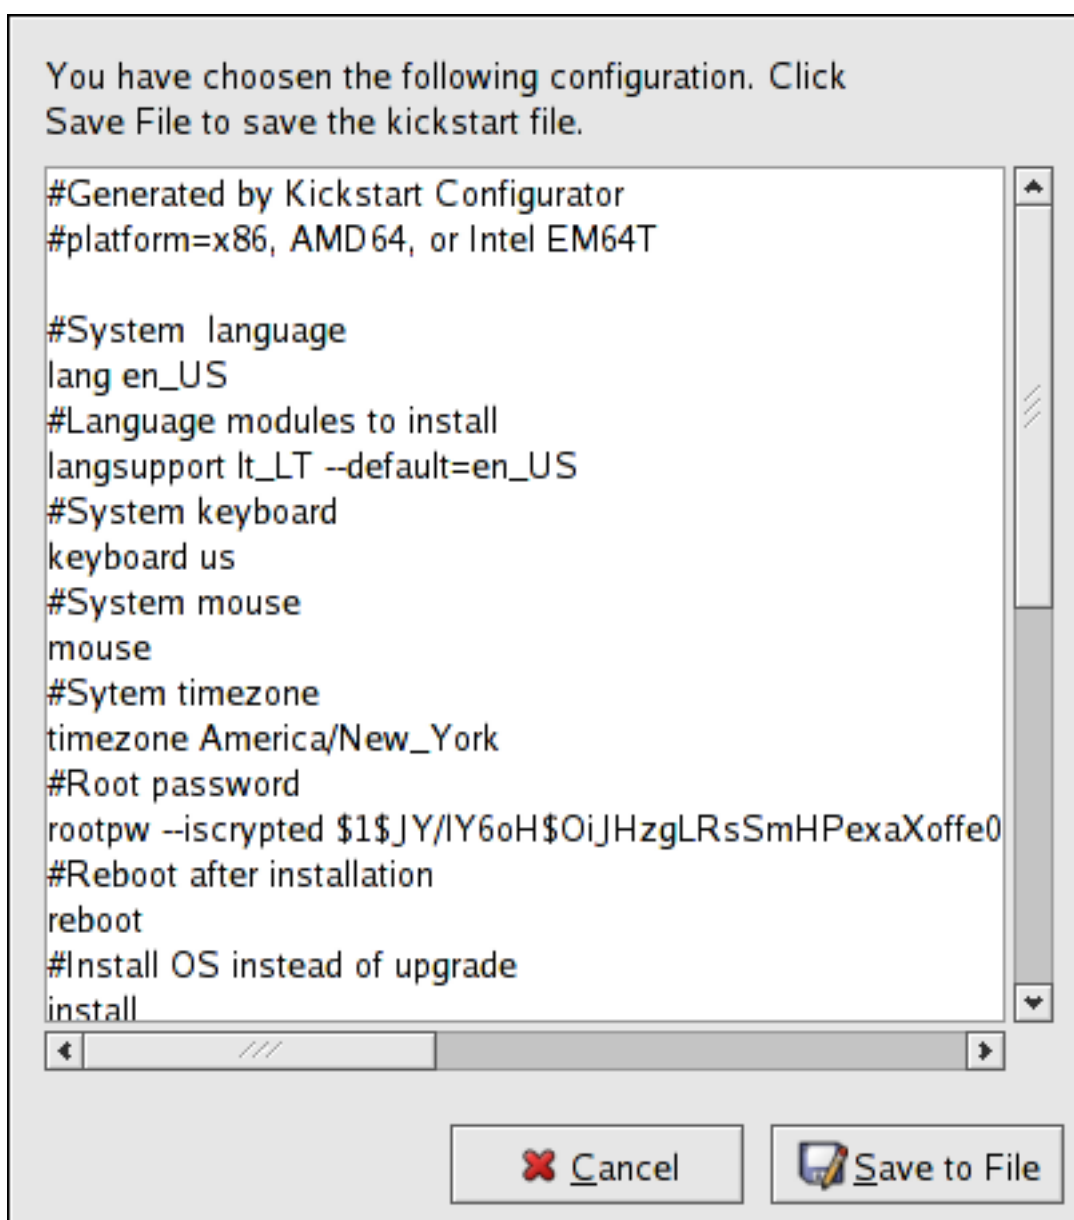 You have choosen the following configuration. Click
Save File to save the kickstart file.
#Generated by Kickstart Configurator
#platform=x86, AMD64, or Intel EM64T
#System  language
lang en_US
#Language modules to install
langsupport lt_LT --default=en_US
#System keyboard
keyboard us
#System mouse
mouse
#Sytem timezone
timezone America/New_York
#Root password
rootpw --iscrypted $1$JY/IY6oH$OiJHzgLRsSmHPexaXoffe0
#Reboot after installation
reboot
#Install OS instead of upgrade
install
Cancel
Save to File